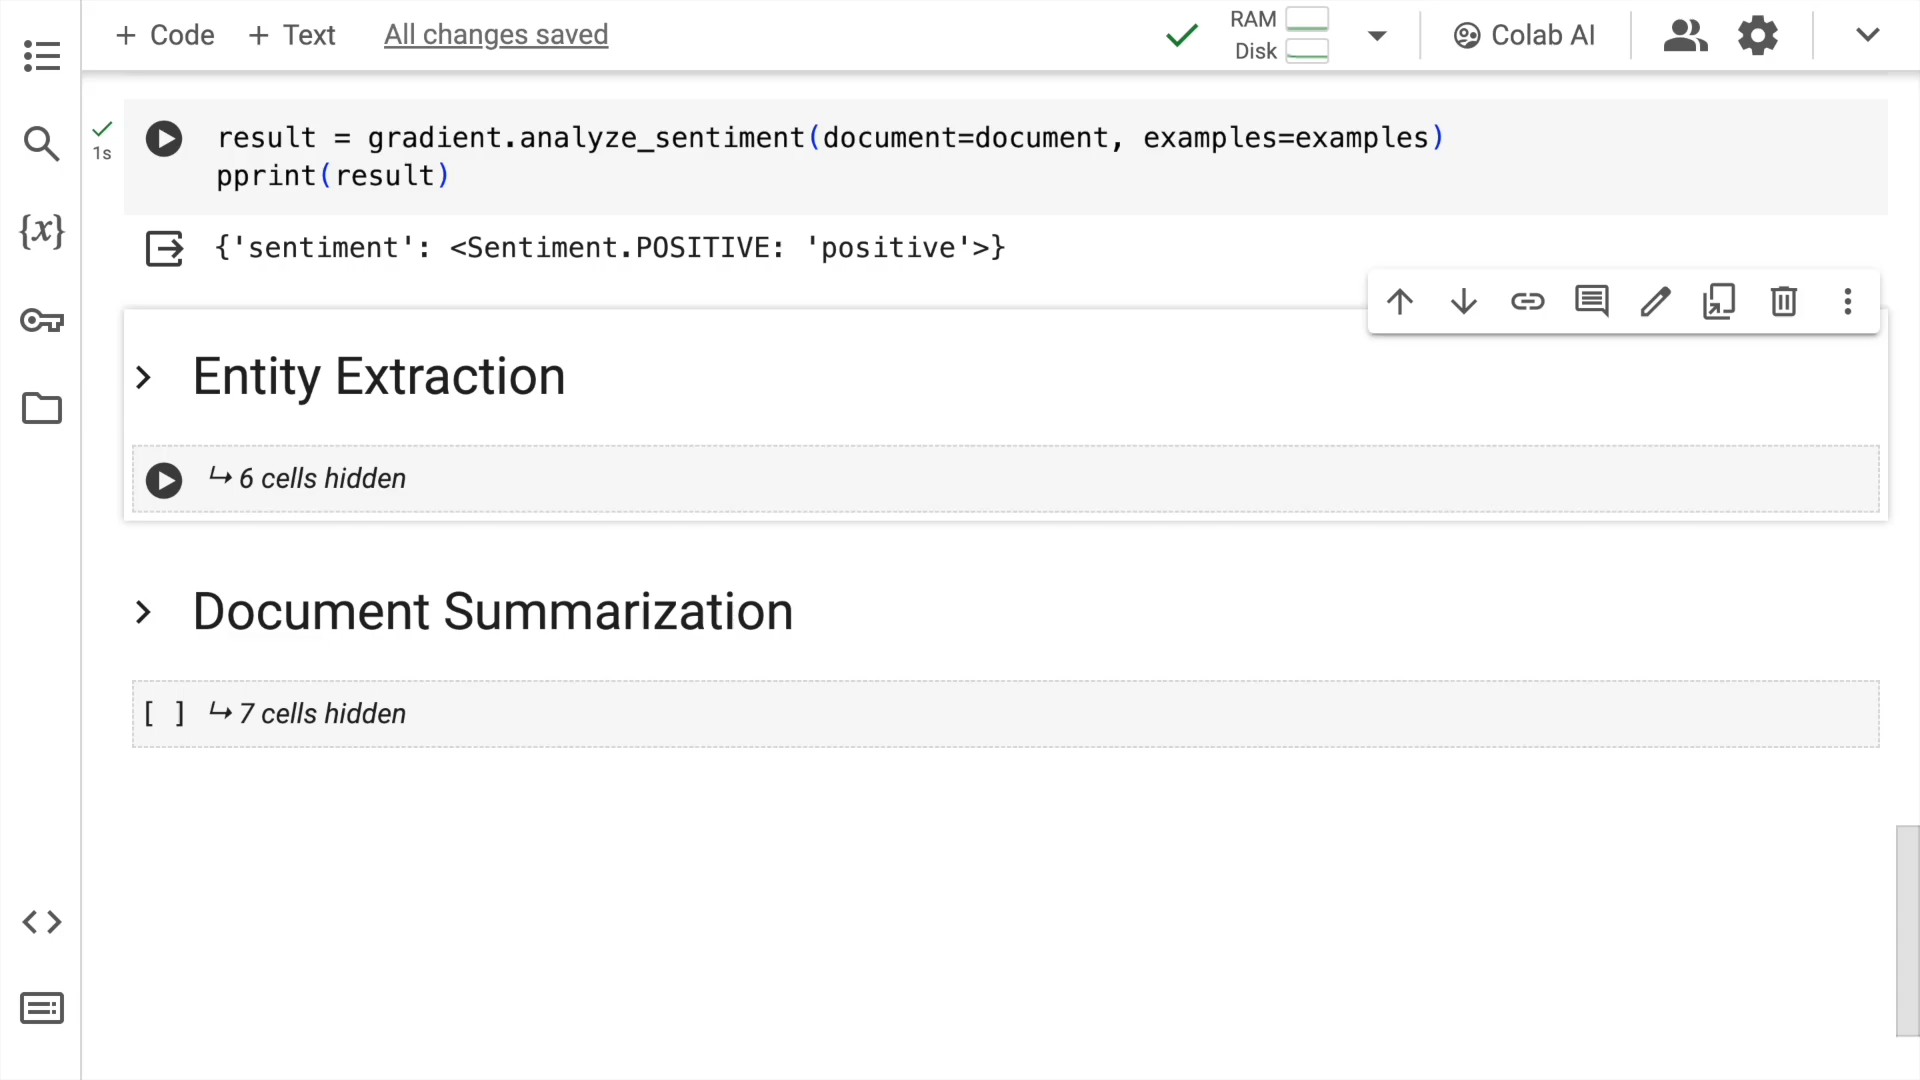 + Code + Text All changes saved RAM Disk Colab AI
{x}
1s
result = gradient.analyze_sentiment(document=document, examples=examples)
pprint(result)
{'sentiment': <Sentiment.POSITIVE: 'positive'>}
Entity Extraction
6 cells hidden
Document Summarization
[ ] 7 cells hidden